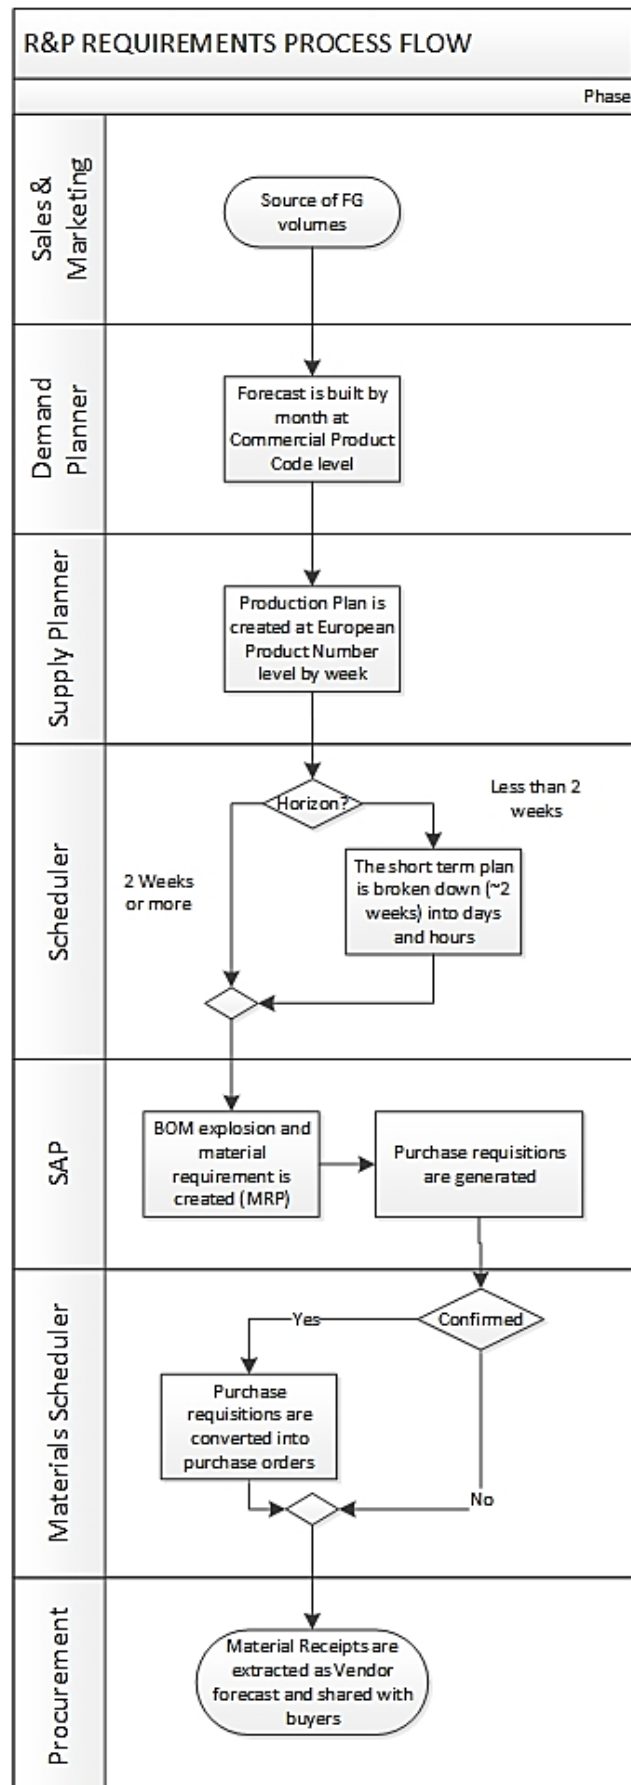 R&P REQUIREMENTS PROCESS FLOW
Phase
Sales &
Marketing
Source of FG
volumes
Demand
Planner
Forecast is built by
month at
Commercial Product
Code level
Supply Planner
Production Plan is
created at European
Product Number
level by week
Scheduler
Horizon?
Less than 2
weeks
2 Weeks
or more
The short term plan
is broken down (~2
weeks) into days
and hours
SAP
BOM explosion and
material
requirement is
created (MRP)
Purchase requisitions
are generated
Materials Scheduler
Confirmed
Yes
Purchase
requisitions are
converted into
purchase orders
No
Procurement
Material Receipts are
extracted as Vendor
forecast and shared with
buyers